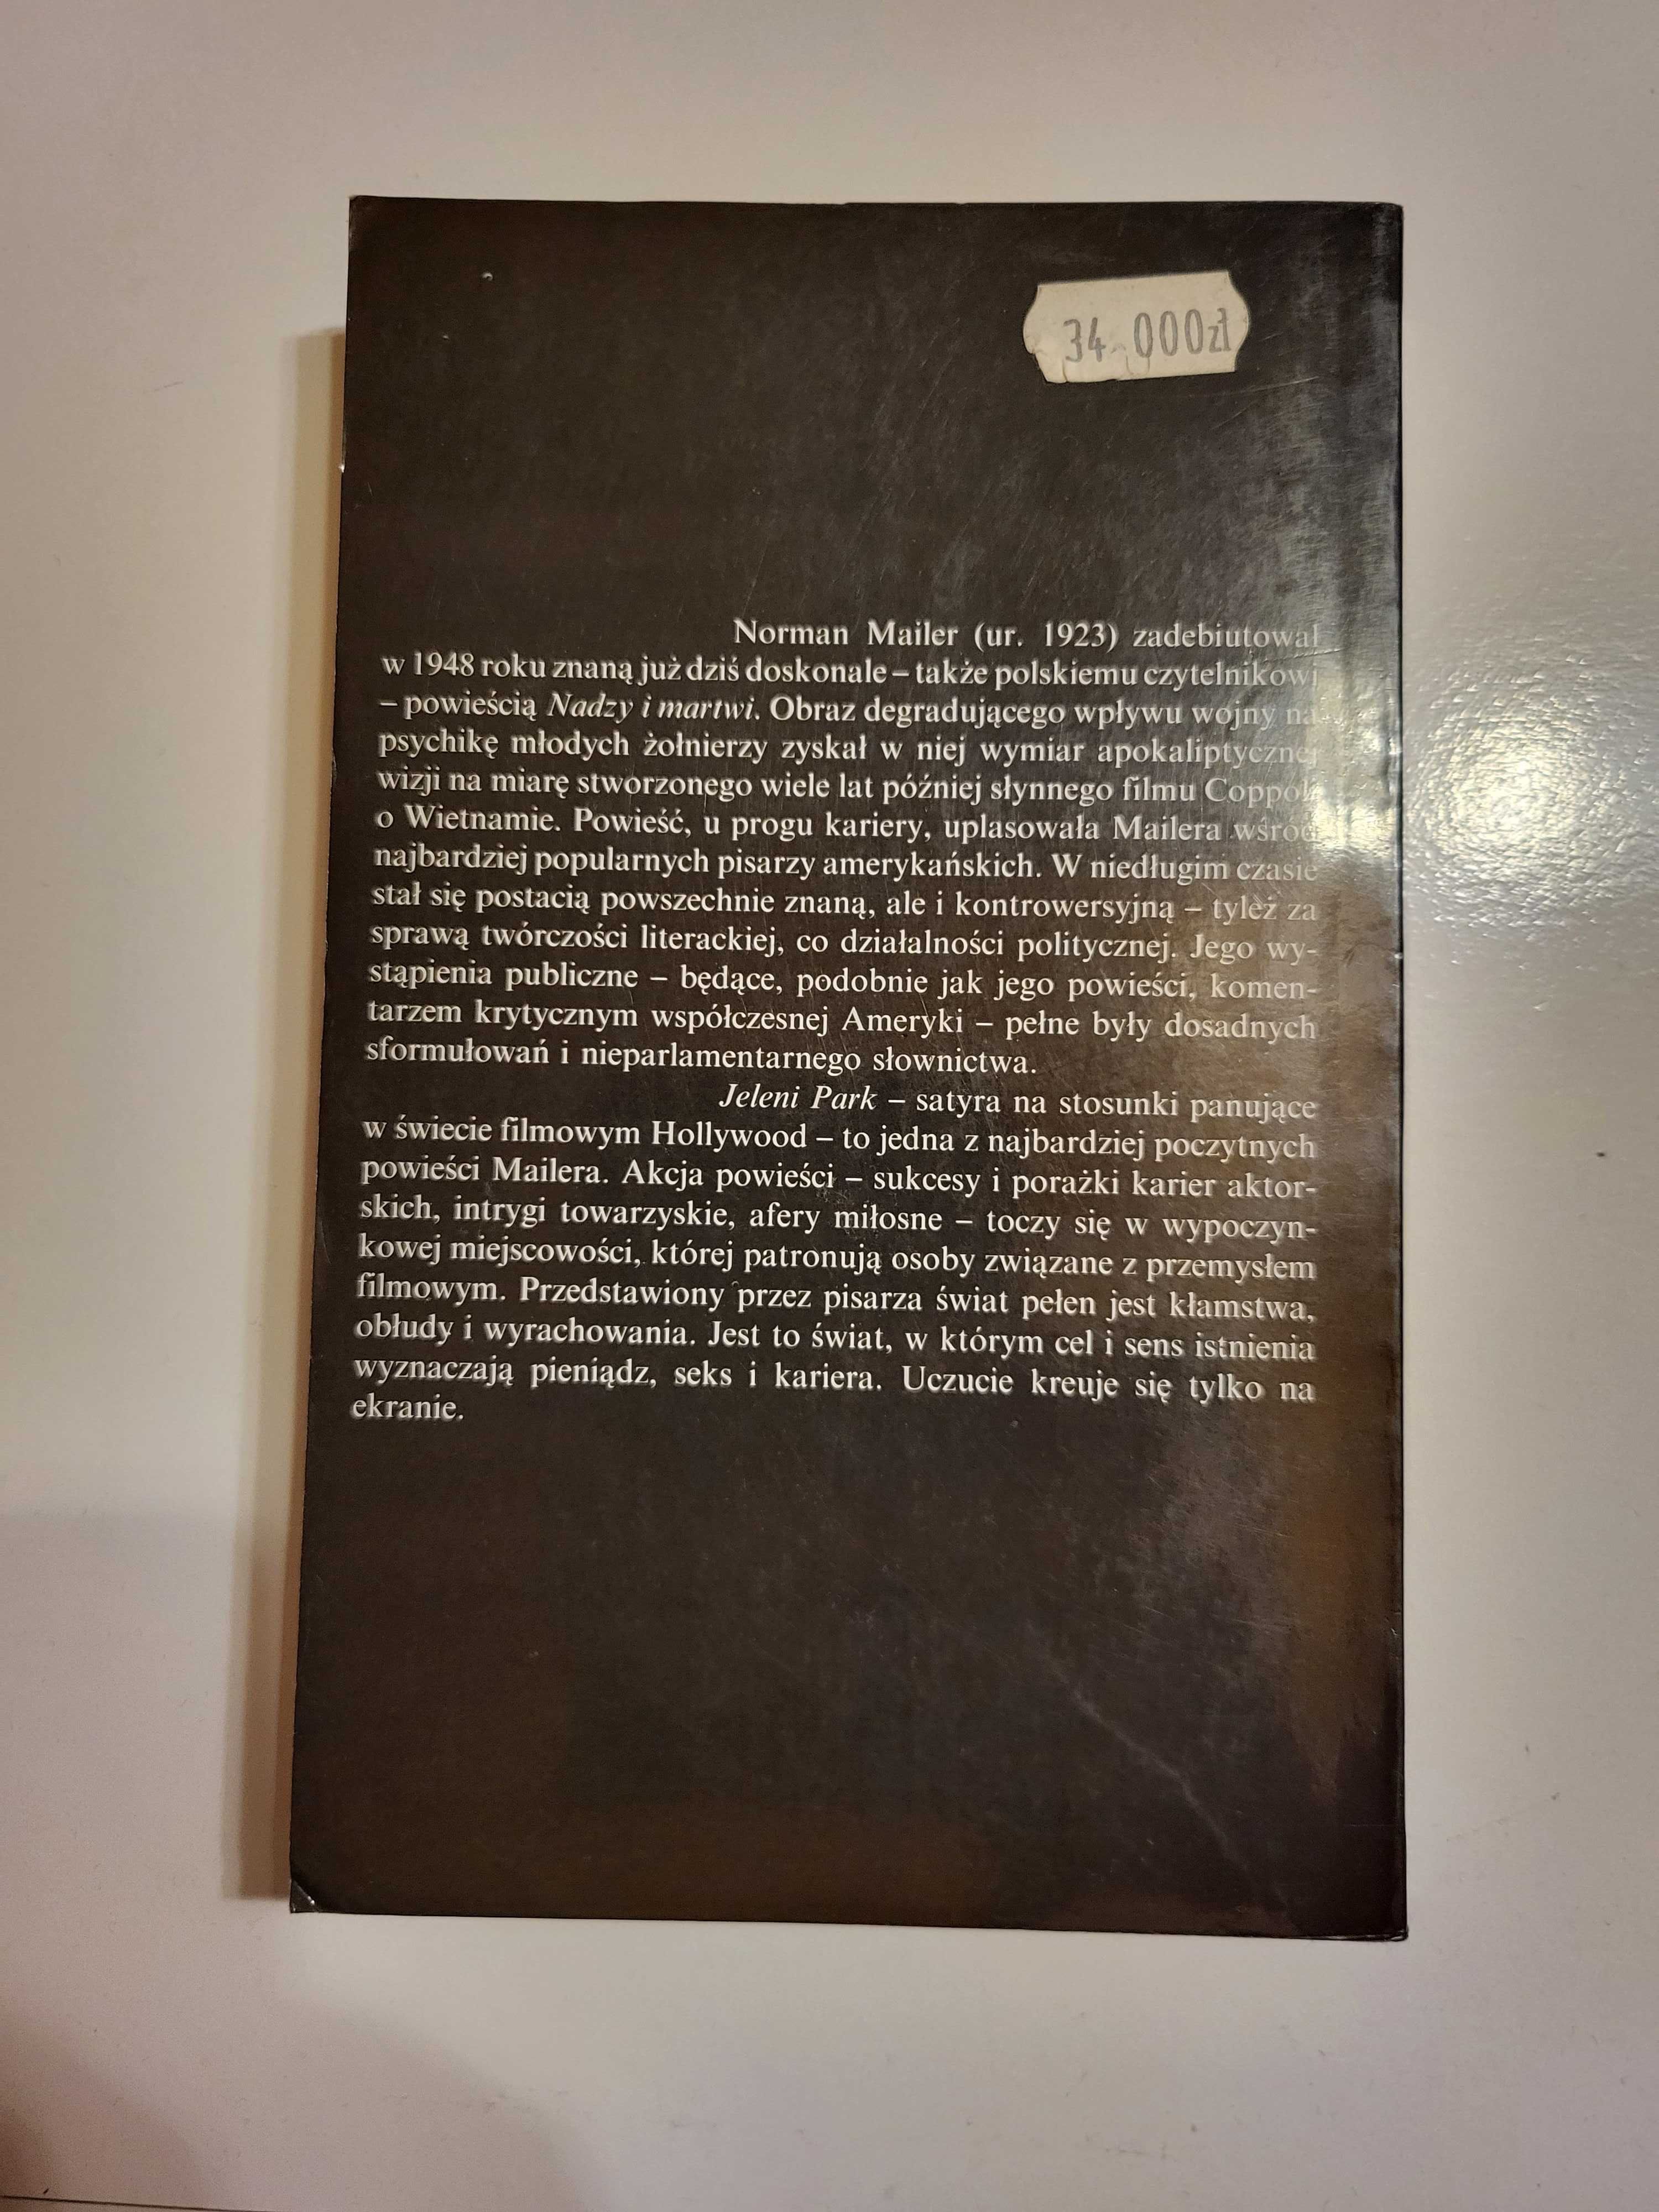 34 000zł
Norman Mailer (ur. 1923) zadebiutował
w 1948 roku znaną już dziś doskonale – także polskiemu czytelnikowi
– powieścią Nadzy i martwi. Obraz degradującego wpływu wojny na
psychikę młodych żołnierzy zyskał w niej wymiar apokaliptycznej
wizji na miarę stworzonego wiele lat później słynnego filmu Coppoli
o Wietnamie. Powieść, u progu kariery, uplasowała Mailera wśród
najbardziej popularnych pisarzy amerykańskich. W niedługim czasie
stał się postacią powszechnie znaną, ale i kontrowersyjną – tyleż za
sprawą twórczości literackiej, co działalności politycznej. Jego wy-
stąpienia publiczne – będące, podobnie jak jego powieści, komen-
tarzem krytycznym współczesnej Ameryki – pełne były dosadnych
sformułowań i nieparlamentarnego słownictwa.
Jeleni Park – satyra na stosunki panujące
w świecie filmowym Hollywood – to jedna z najbardziej poczytnych
powieści Mailera. Akcja powieści – sukcesy i porażki karier aktor-
skich, intrygi towarzyskie, afery miłosne – toczy się w wypoczyn-
kowej miejscowości, której patronują osoby związane z przemysłem
filmowym. Przedstawiony przez pisarza świat pełen jest kłamstwa,
obłudy i wyrachowania. Jest to świat, w którym cel i sens istnienia
wyznaczają pieniądz, seks i kariera. Uczucie kreuje się tylko na
ekranie.